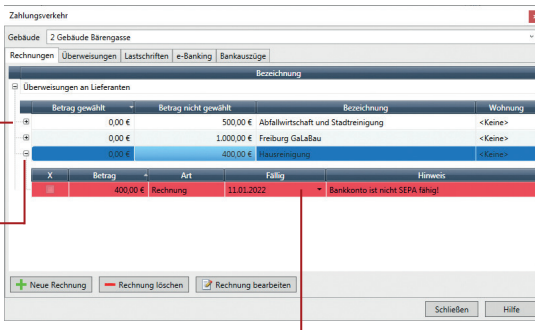 Zahlungsverkehr
Gebäude 2 Gebäude Bärengasse
Rechnungen Überweisungen Lastschriften e-Banking Bankauszüge
Bezeichnung
Überweisungen an Lieferanten
Betrag gewählt Betrag nicht gewählt Bezeichnung Wohnung
0,00 € 500,00 € Abfallwirtschaft und Stadtreinigung <Keine>
0,00 € 1.000,00 € Freiburg GaLaBau <Keine>
0,00 € 400,00 € Hausreinigung <Keine>
X Betrag Art Fällig Hinweis
400,00 € Rechnung 11.01.2022 Bankkonto ist nicht SEPA fähig!
Neue Rechnung Rechnung löschen Rechnung bearbeiten
Schließen Hilfe